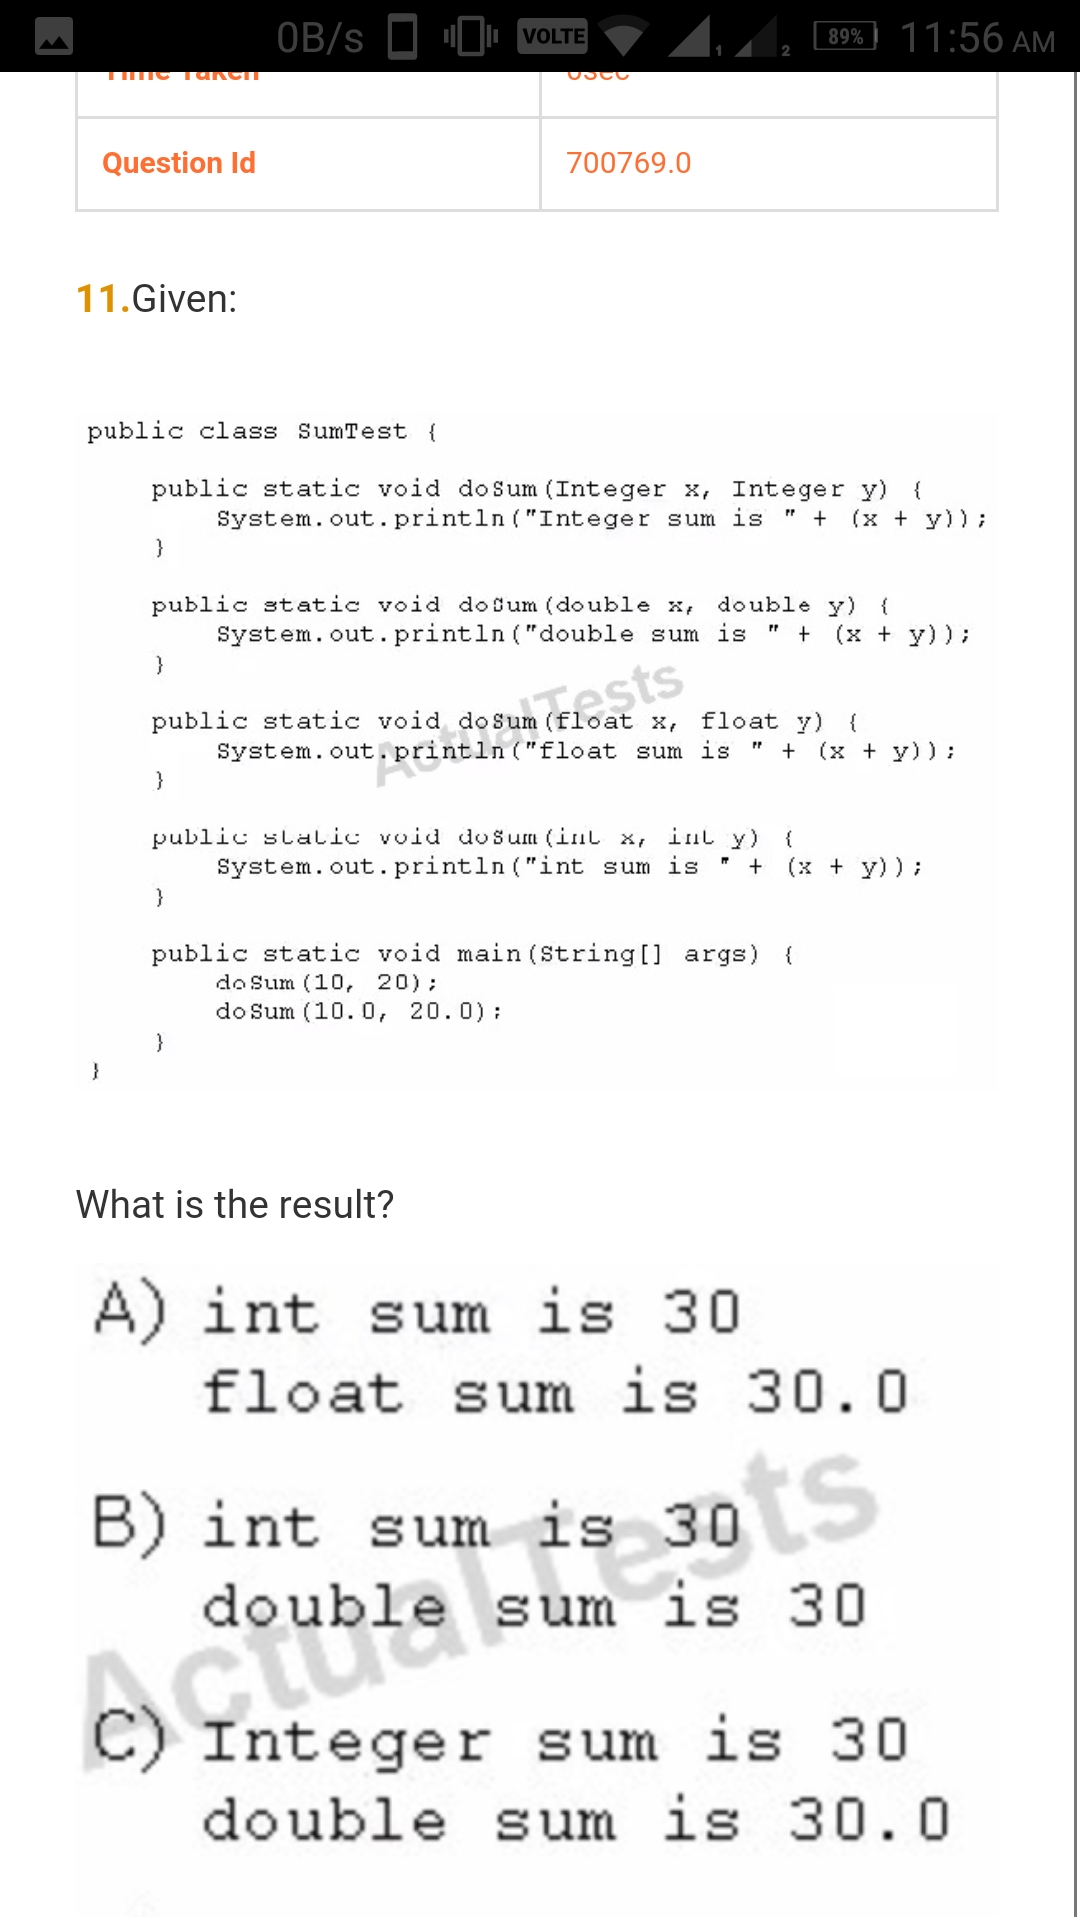 0B/s VOLTE 1 2 89% 11:56 AM
Time Taken 0sec
Question Id 700769.0
11.Given:
public class SumTest {
public static void doSum(Integer x, Integer y) {
System.out.println("Integer sum is " + (x + y));
}
public static void doSum(double x, double y) {
System.out.println("double sum is " + (x + y));
}
public static void doSum(float x, float y) {
System.out.println("float sum is " + (x + y));
}
public static void doSum(int x, int y) {
System.out.println("int sum is " + (x + y));
}
public static void main(String[] args) {
doSum(10, 20);
doSum(10.0, 20.0);
}
}
ActualTests
What is the result?
A) int sum is 30
float sum is 30.0
B) int sum is 30
double sum is 30
C) Integer sum is 30
double sum is 30.0
ActualTests